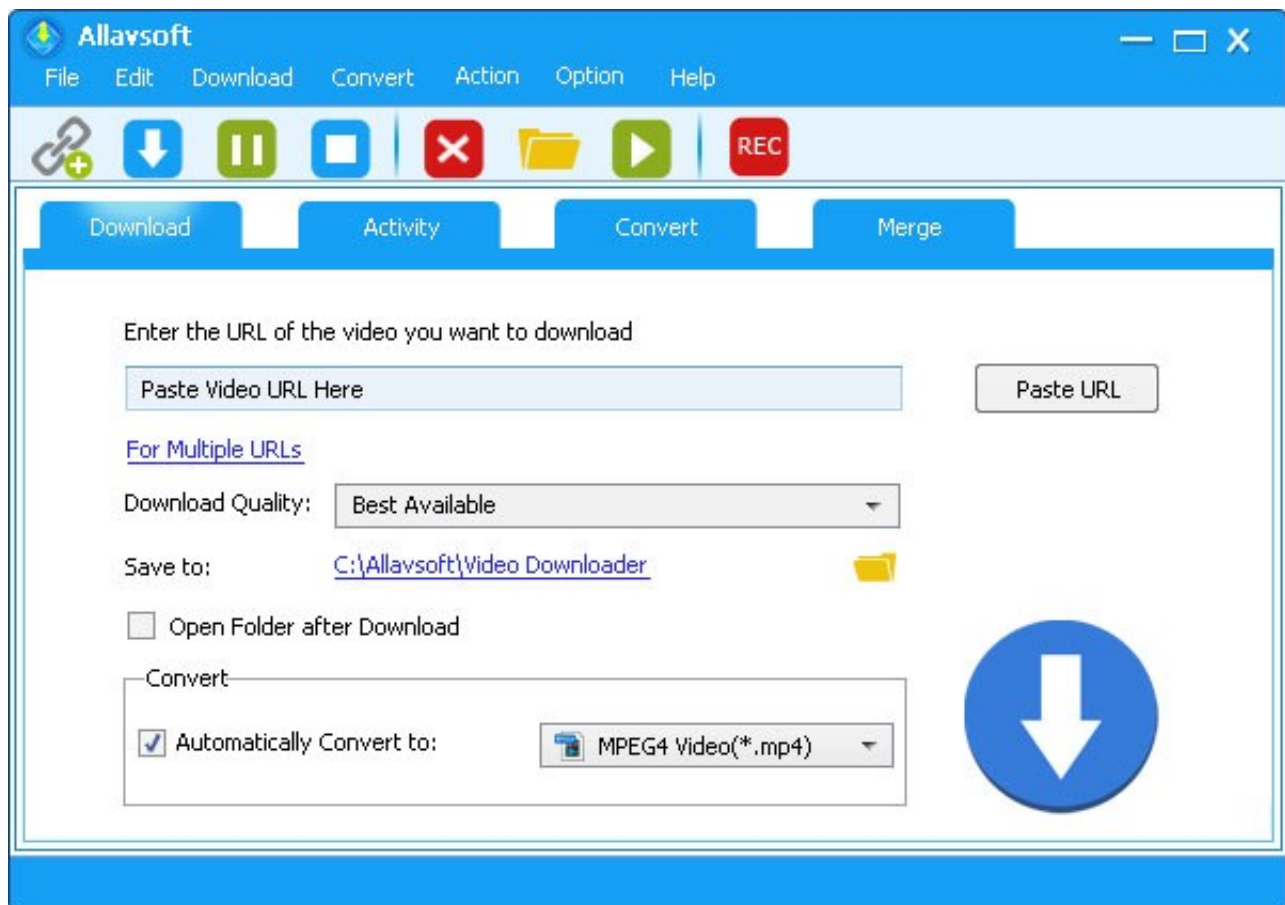 Allavsoft
File Edit Download Convert Action Option Help
REC
Download Activity Convert Merge
Enter the URL of the video you want to download
Paste Video URL Here Paste URL
For Multiple URLs
Download Quality: Best Available
Save to: C:\Allavsoft\Video Downloader
Open Folder after Download
Convert
Automatically Convert to: MPEG4 Video(*.mp4)